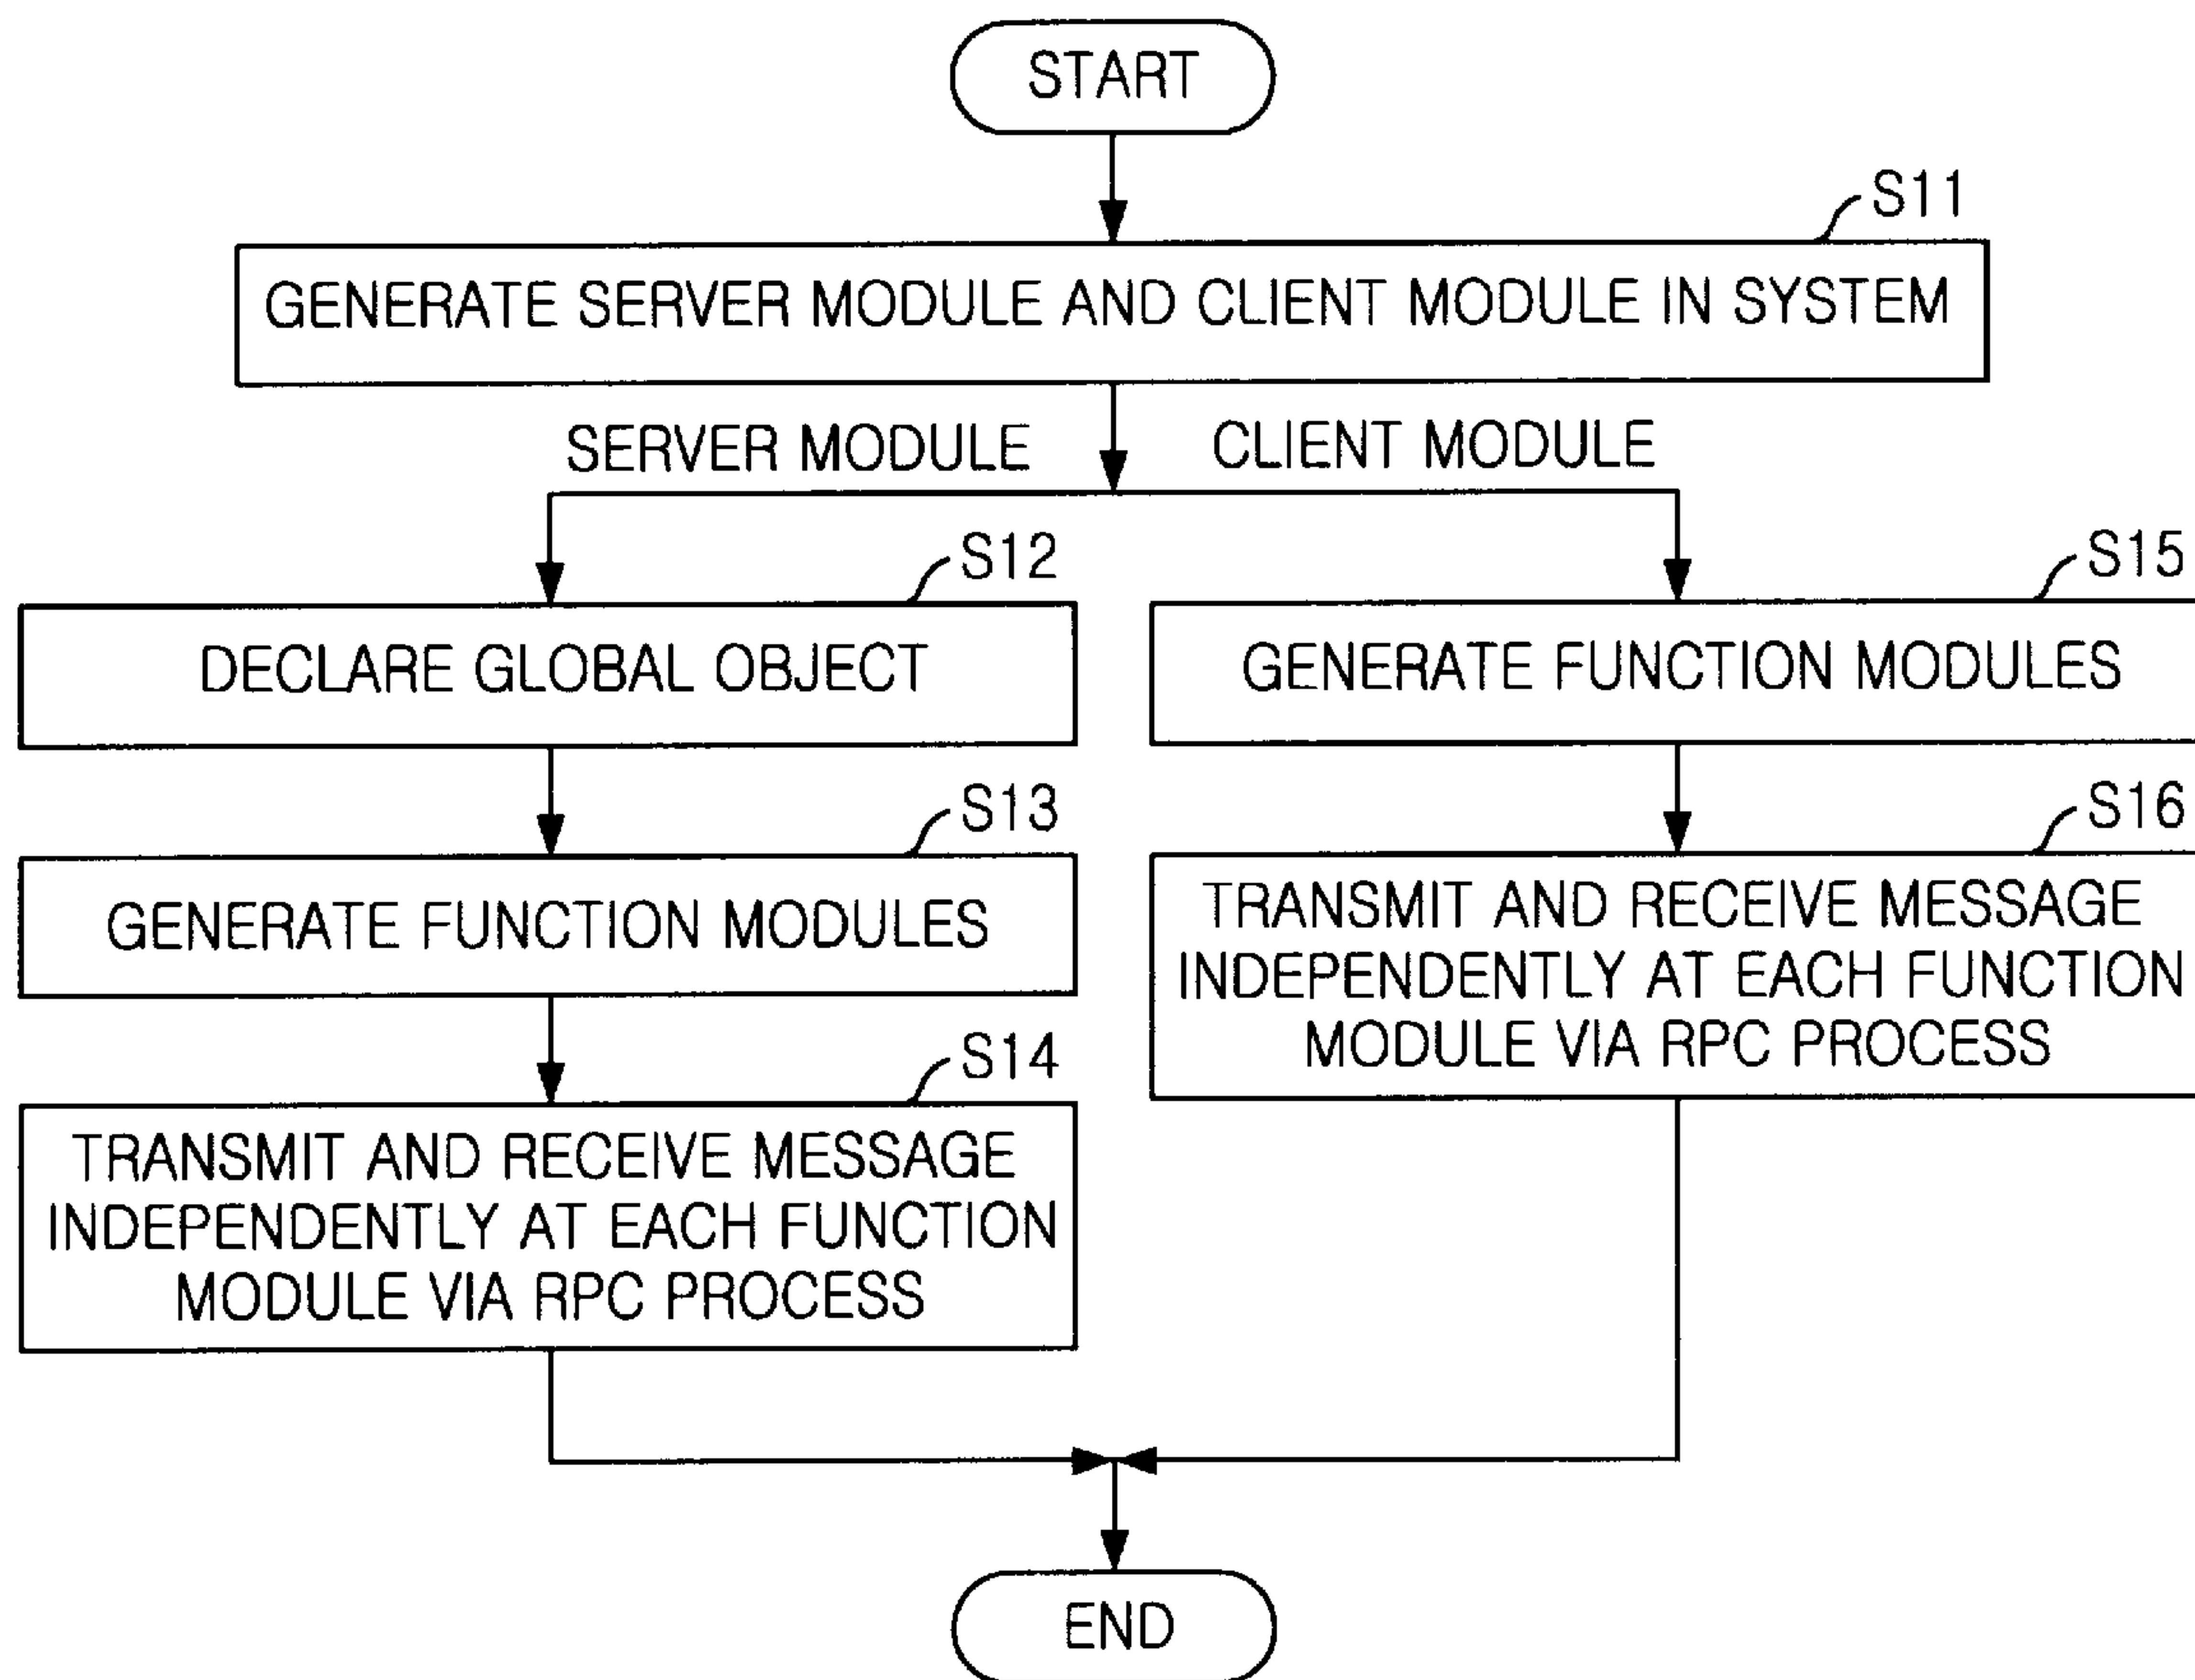 START
S11
GENERATE SERVER MODULE AND CLIENT MODULE IN SYSTEM
SERVER MODULE
CLIENT MODULE
S12
DECLARE GLOBAL OBJECT
S13
GENERATE FUNCTION MODULES
S14
TRANSMIT AND RECEIVE MESSAGE
INDEPENDENTLY AT EACH FUNCTION
MODULE VIA RPC PROCESS
S15
GENERATE FUNCTION MODULES
S16
TRANSMIT AND RECEIVE MESSAGE
INDEPENDENTLY AT EACH FUNCTION
MODULE VIA RPC PROCESS
END